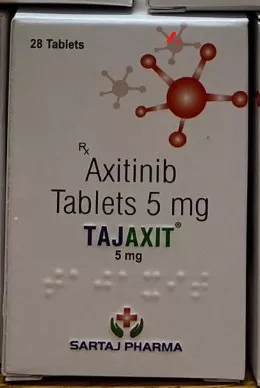 28 Tablets
Rx Axitinib
Tablets 5 mg
TAJAXIT®
5 mg
SARTAJ PHARMA